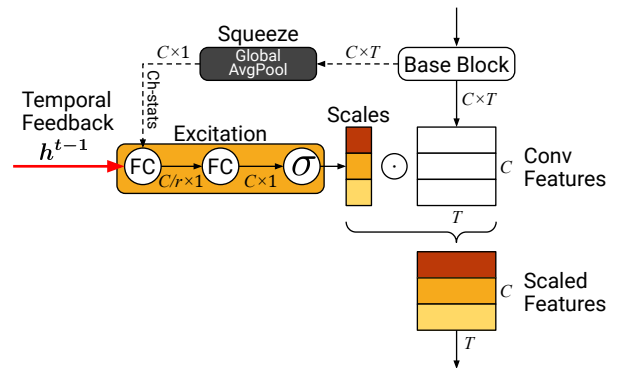 Squeeze
C×1
Global
AvgPool
C×T
Base Block
Ch-stats
C×T
Temporal
Feedback
h^{t−1}
Excitation
Scales
FC
FC
σ
C/r×1
C×1
⊙
C
Conv
Features
T
C
Scaled
Features
T